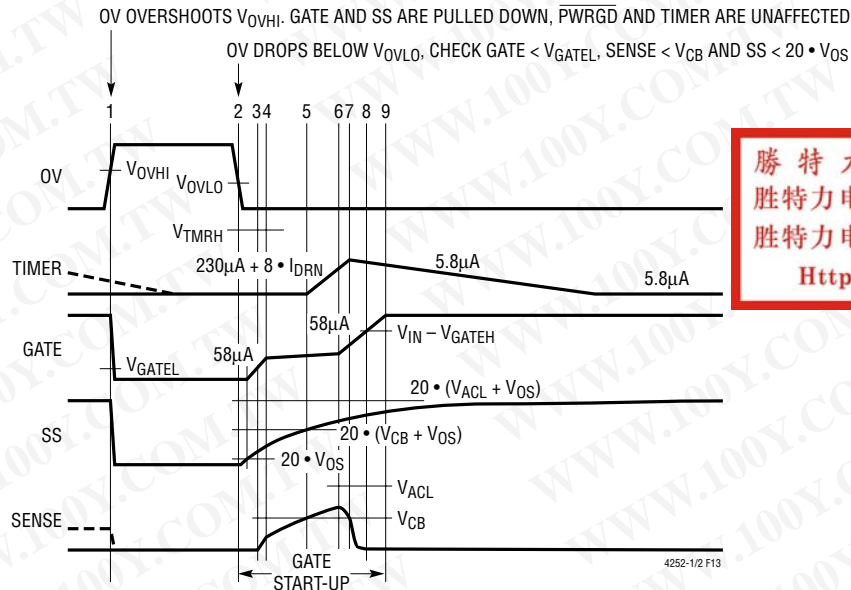 OV OVERSHOOTS VOVHI. GATE AND SS ARE PULLED DOWN, PWRGD AND TIMER ARE UNAFFECTED
OV DROPS BELOW VOVLO, CHECK GATE < VGATEL, SENSE < VCB AND SS < 20 • VOS
1 2 3 4 5 6 7 8 9
OV
VOVHI
VOVLO
VTMRH
TIMER
230µA + 8 • IDRN
5.8µA
5.8µA
GATE
VGATEL
58µA
58µA
VIN – VGATEH
SS
20 • (VACL + VOS)
20 • (VCB + VOS)
20 • VOS
SENSE
VACL
VCB
GATE
START-UP
4252-1/2 F13
勝 特
胜特力
胜特力
Http
WWW.100Y.COM.TW